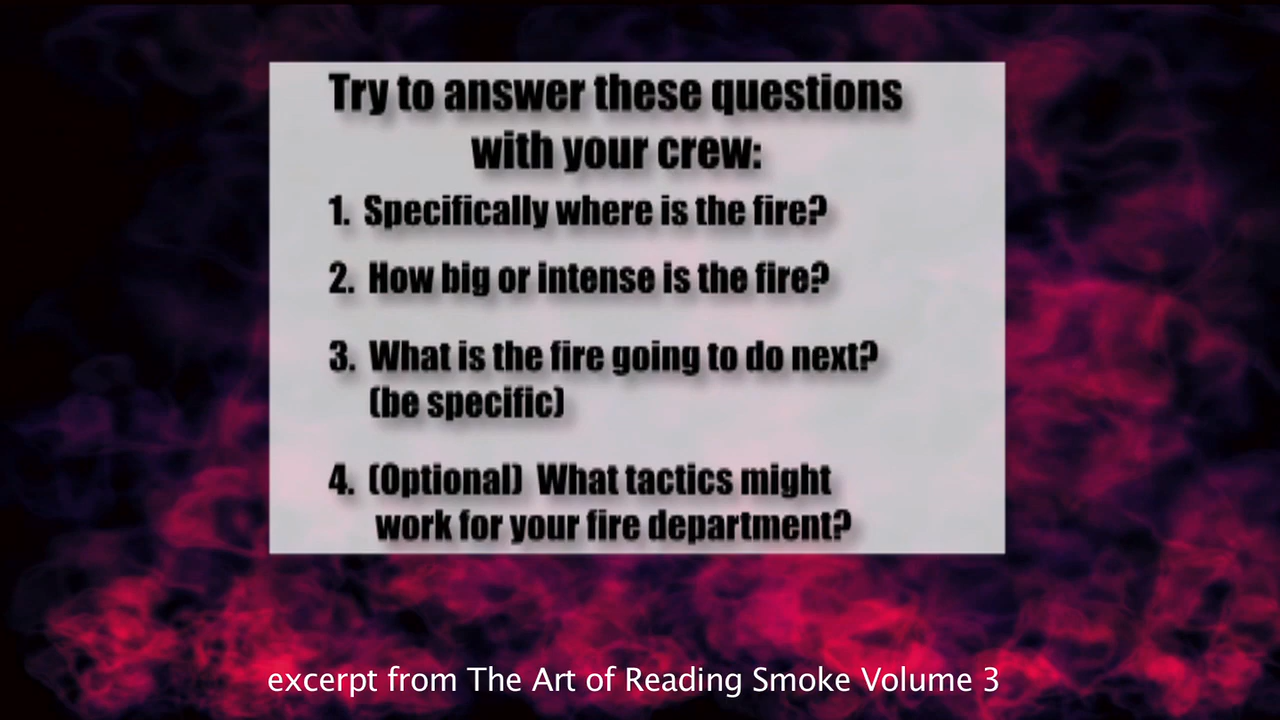 Try to answer these questions
with your crew:
1. Specifically where is the fire?
2. How big or intense is the fire?
3. What is the fire going to do next?
(be specific)
4. (Optional) What tactics might
work for your fire department?
excerpt from The Art of Reading Smoke Volume 3